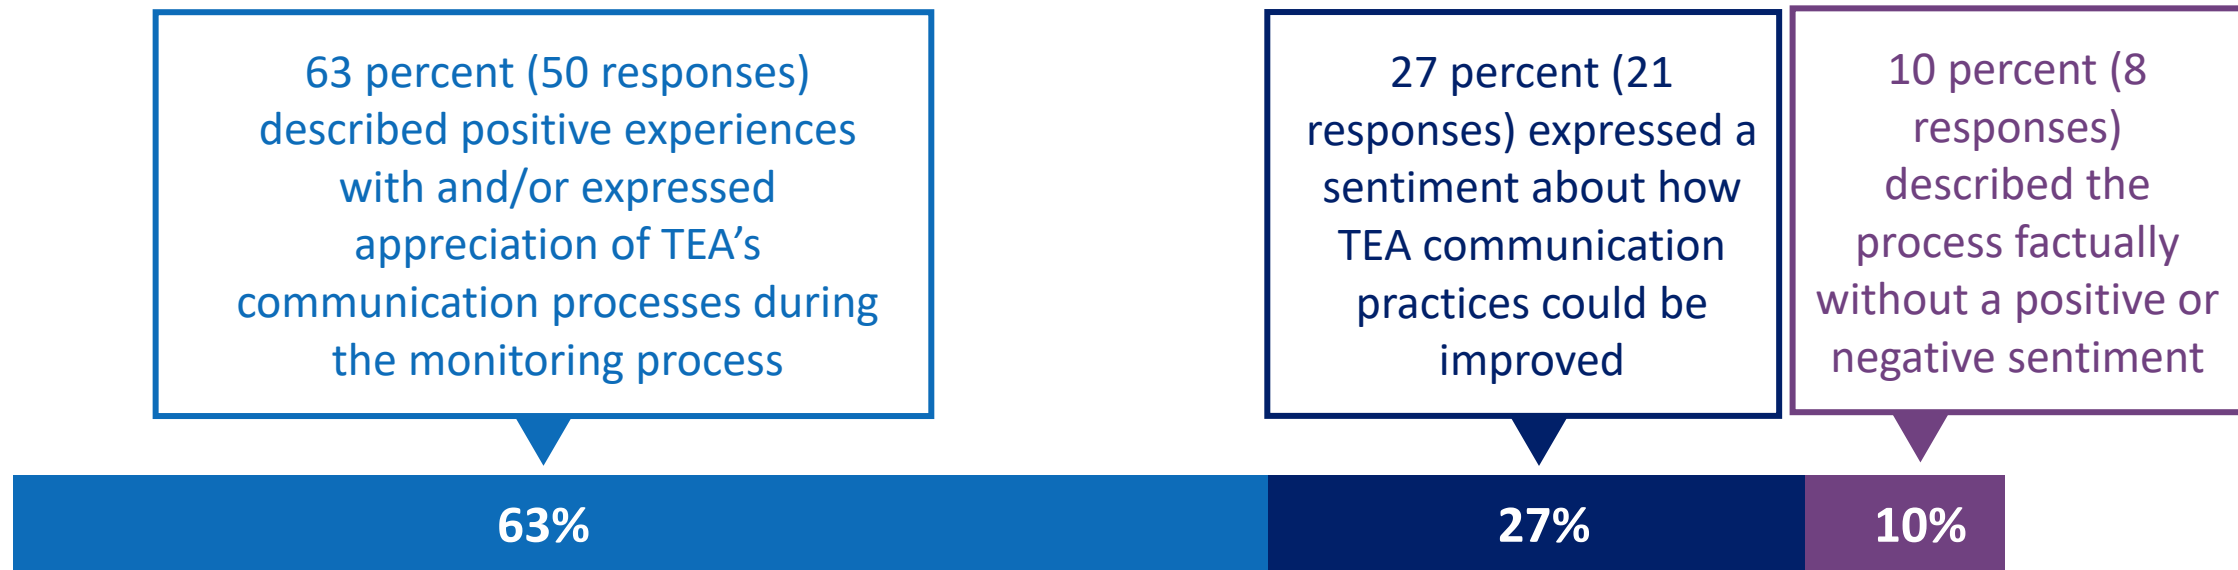 63 percent (50 responses)
described positive experiences
with and/or expressed
appreciation of TEA’s
communication processes during
the monitoring process
27 percent (21
responses) expressed a
sentiment about how
TEA communication
practices could be
improved
10 percent (8
responses)
described the
process factually
without a positive or
negative sentiment
63%
27%
10%